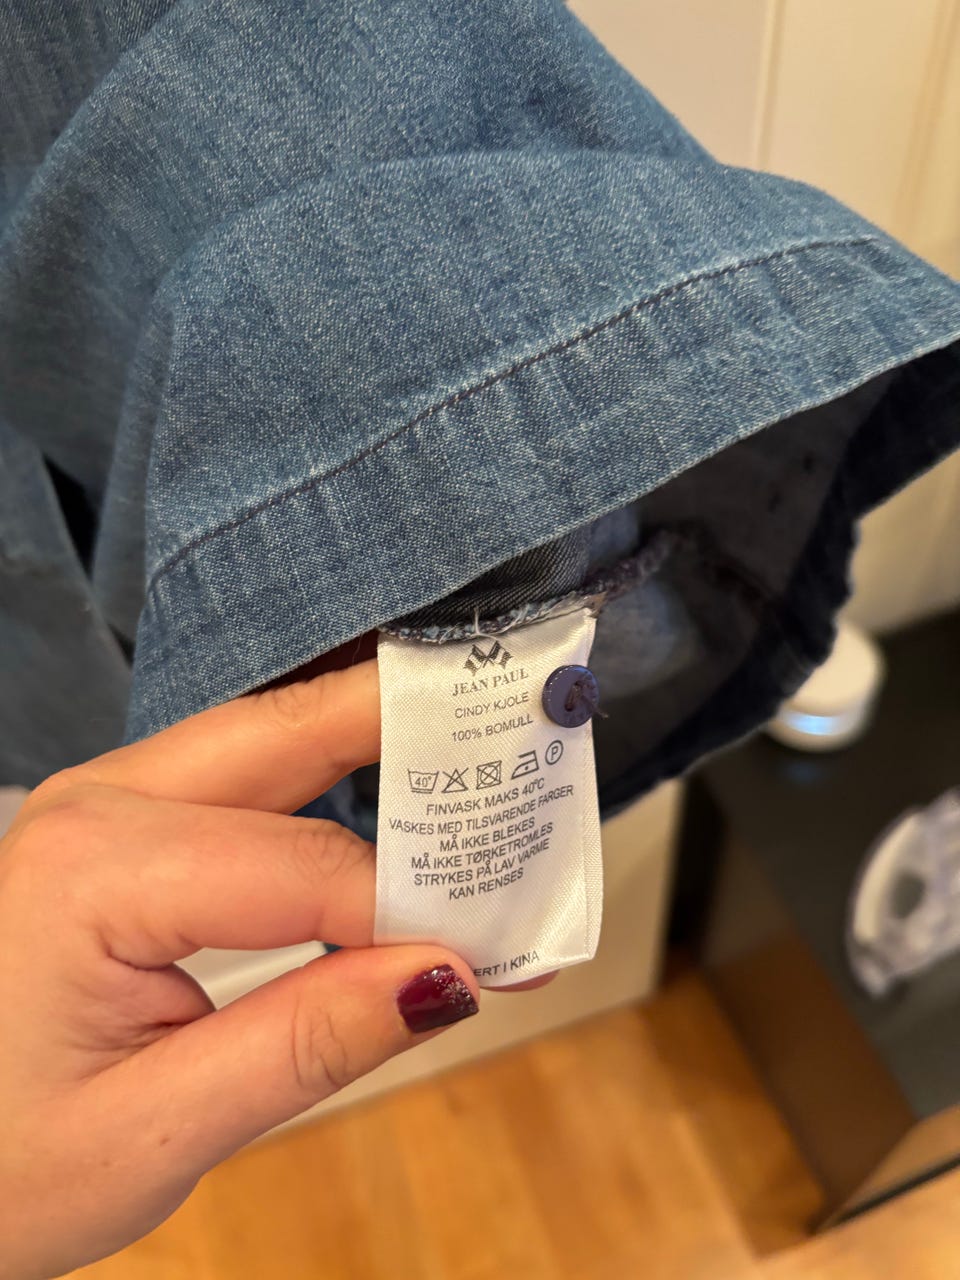 JEAN PAUL
CINDY KJOLE
100% BOMULL
40°
P
FINVASK MAKS 40°C
VASKES MED TILSVARENDE FARGER
MÅ IKKE BLEKES
MÅ IKKE TØRKETROMLES
STRYKES PÅ LAV VARME
KAN RENSES
ERT I KINA